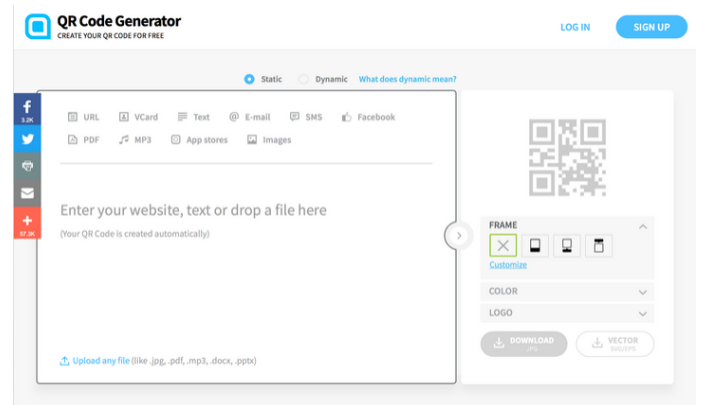 QR Code Generator
CREATE YOUR QR CODE FOR FREE
LOG IN
SIGN UP
Static
Dynamic
What does dynamic mean?
f
3.2K
URL
VCard
Text
@ E-mail
SMS
Facebook
PDF
MP3
App stores
Images
57.3K
Enter your website, text or drop a file here
(Your QR Code is created automatically)
FRAME
Customize
COLOR
LOGO
DOWNLOAD
.JPG
VECTOR
SVG/EPS
Upload any file (like .jpg, .pdf, .mp3, .docx, .pptx)